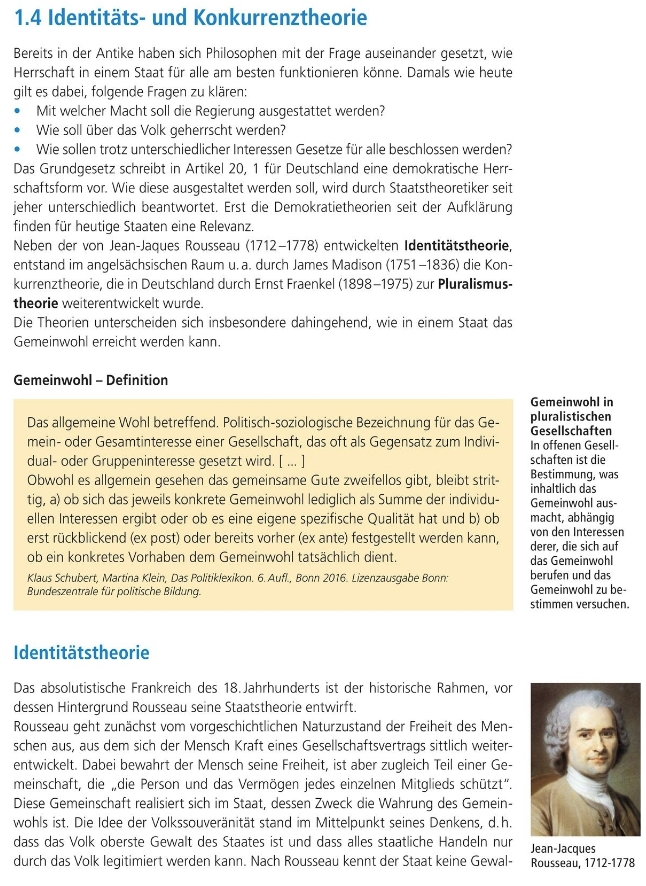 1.4 Identitäts- und Konkurrenztheorie
Bereits in der Antike haben sich Philosophen mit der Frage auseinander gesetzt, wie
Herrschaft in einem Staat für alle am besten funktionieren könne. Damals wie heute
gilt es dabei, folgende Fragen zu klären:
• Mit welcher Macht soll die Regierung ausgestattet werden?
• Wie soll über das Volk geherrscht werden?
• Wie sollen trotz unterschiedlicher Interessen Gesetze für alle beschlossen werden?
Das Grundgesetz schreibt in Artikel 20, 1 für Deutschland eine demokratische Herr-
schaftsform vor. Wie diese ausgestaltet werden soll, wird durch Staatstheoretiker seit
jeher unterschiedlich beantwortet. Erst die Demokratietheorien seit der Aufklärung
finden für heutige Staaten eine Relevanz.
Neben der von Jean-Jaques Rousseau (1712–1778) entwickelten Identitätstheorie,
entstand im angelsächsischen Raum u. a. durch James Madison (1751–1836) die Kon-
kurrenztheorie, die in Deutschland durch Ernst Fraenkel (1898–1975) zur Pluralismus-
theorie weiterentwickelt wurde.
Die Theorien unterscheiden sich insbesondere dahingehend, wie in einem Staat das
Gemeinwohl erreicht werden kann.
Gemeinwohl – Definition
Das allgemeine Wohl betreffend. Politisch-soziologische Bezeichnung für das Ge-
mein- oder Gesamtinteresse einer Gesellschaft, das oft als Gegensatz zum Indivi-
dual- oder Gruppeninteresse gesetzt wird. [ ... ]
Obwohl es allgemein gesehen das gemeinsame Gute zweifellos gibt, bleibt strit-
tig, a) ob sich das jeweils konkrete Gemeinwohl lediglich als Summe der individu-
ellen Interessen ergibt oder ob es eine eigene spezifische Qualität hat und b) ob
erst rückblickend (ex post) oder bereits vorher (ex ante) festgestellt werden kann,
ob ein konkretes Vorhaben dem Gemeinwohl tatsächlich dient.
Klaus Schubert, Martina Klein, Das Politiklexikon. 6. Aufl., Bonn 2016. Lizenzausgabe Bonn:
Bundeszentrale für politische Bildung.
Gemeinwohl in
pluralistischen
Gesellschaften
In offenen Gesell-
schaften ist die
Bestimmung, was
inhaltlich das
Gemeinwohl aus-
macht, abhängig
von den Interessen
derer, die sich auf
das Gemeinwohl
berufen und das
Gemeinwohl zu be-
stimmen versuchen.
Identitätstheorie
Das absolutistische Frankreich des 18. Jahrhunderts ist der historische Rahmen, vor
dessen Hintergrund Rousseau seine Staatstheorie entwirft.
Rousseau geht zunächst vom vorgeschichtlichen Naturzustand der Freiheit des Men-
schen aus, aus dem sich der Mensch Kraft eines Gesellschaftsvertrags sittlich weiter-
entwickelt. Dabei bewahrt der Mensch seine Freiheit, ist aber zugleich Teil einer Ge-
meinschaft, die „die Person und das Vermögen jedes einzelnen Mitglieds schützt“.
Diese Gemeinschaft realisiert sich im Staat, dessen Zweck die Wahrung des Gemein-
wohls ist. Die Idee der Volkssouveränität stand im Mittelpunkt seines Denkens, d. h.
dass das Volk oberste Gewalt des Staates ist und dass alles staatliche Handeln nur
durch das Volk legitimiert werden kann. Nach Rousseau kennt der Staat keine Gewal-
Jean-Jacques
Rousseau, 1712-1778